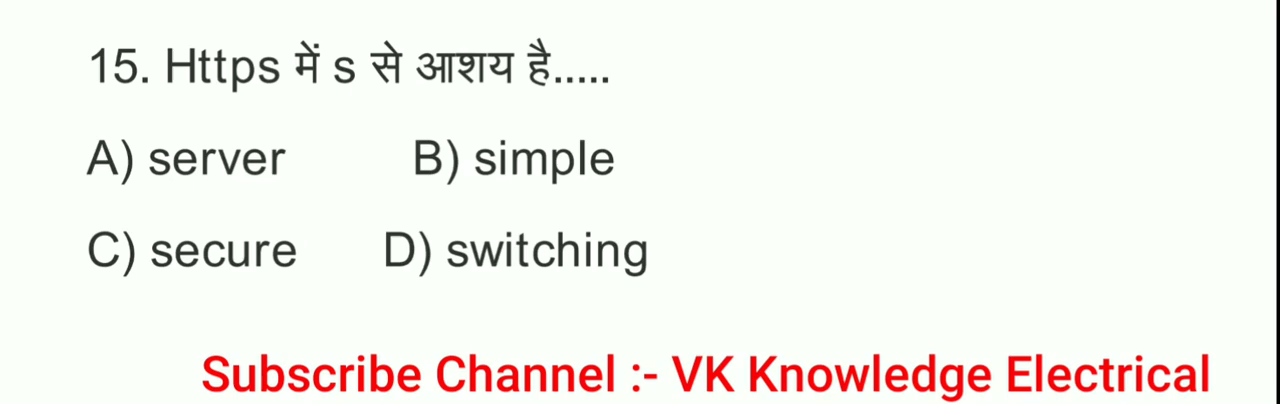 15. Https में s से आशय है.....
A) server B) simple
C) secure D) switching
Subscribe Channel :- VK Knowledge Electrical